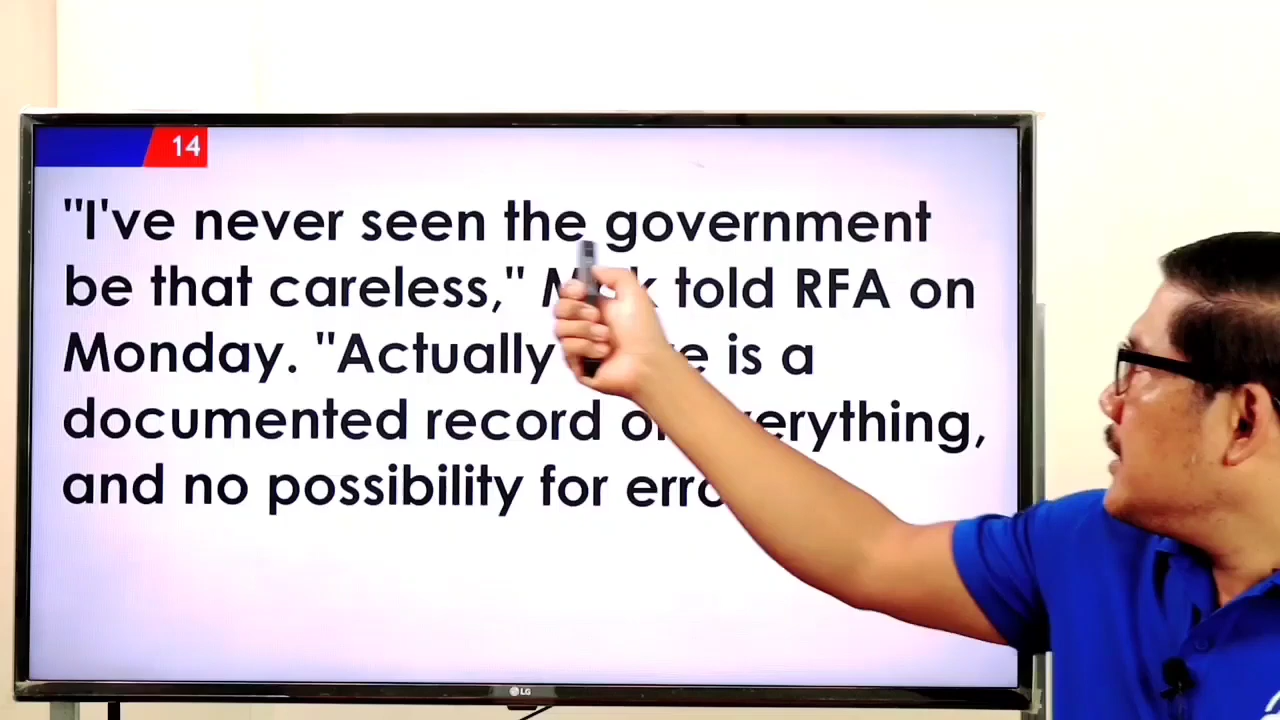 14
"I've never seen the government
be that careless," told RFA on
Monday. "Actually is a
documented record everything,
and no possibility for
LG